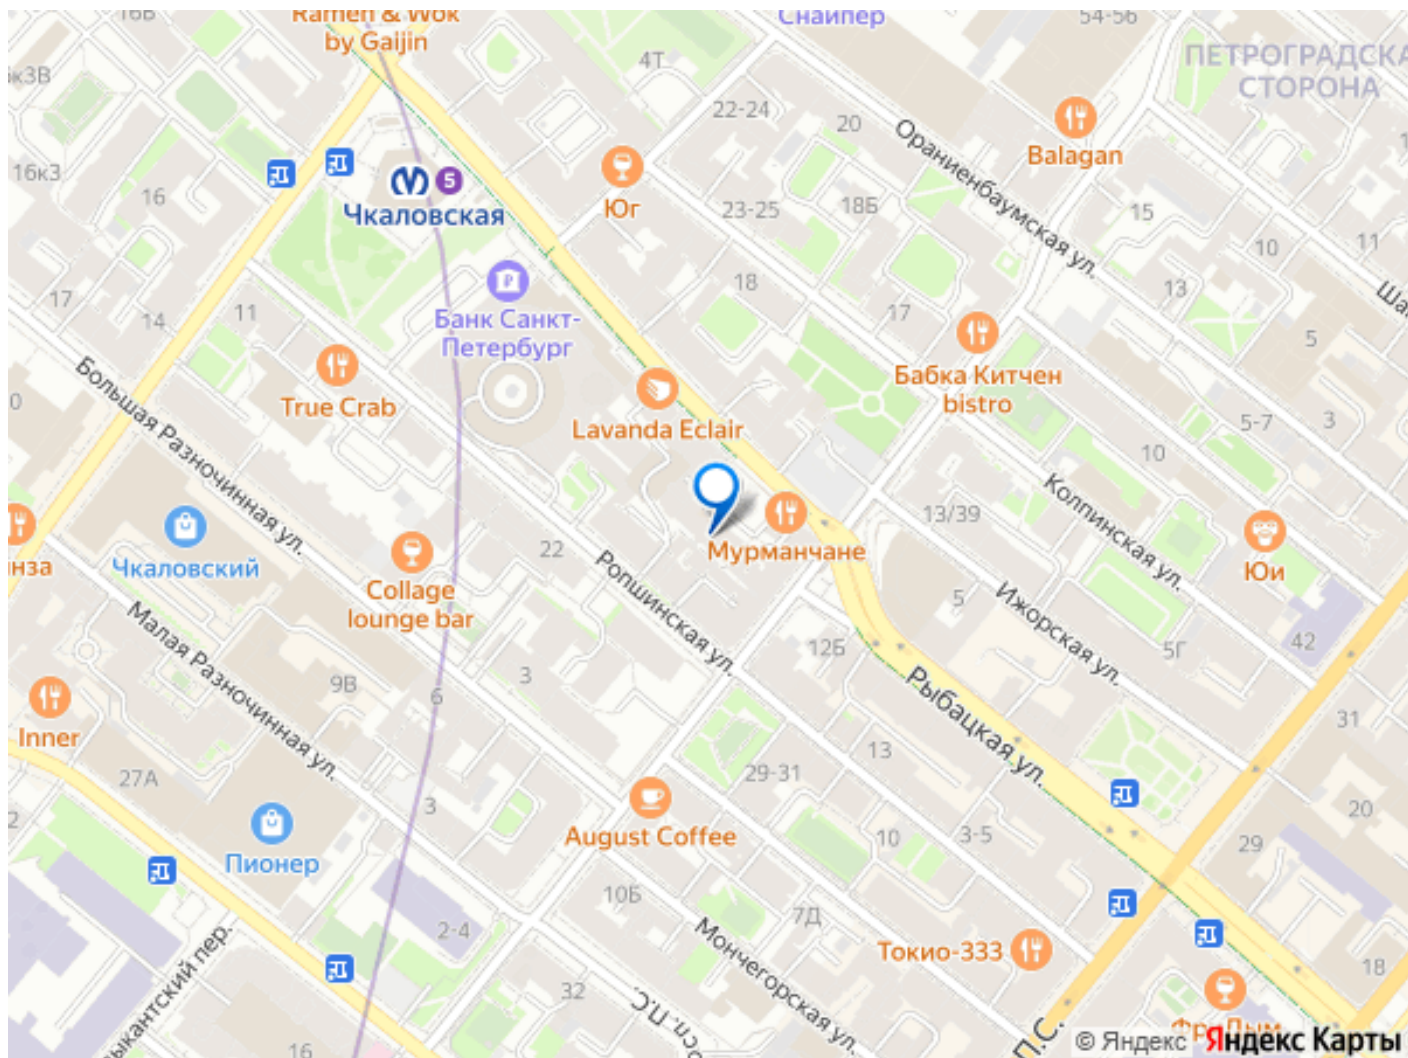 Ramen & Wok
by Gaijin
16Б
Снайпер
54-56
ПЕТРОГРАДСКА
СТОРОНА
4Т
22-24
20
Balagan
Ораниенбаумская ул.
16к3
16
5
Чкаловская
Юг
23-25
18Б
15
10
11
17
14
11
Банк Санкт-
Петербург
18
17
13
5
Бабка Китчен
bistro
True Crab
Lavanda Eclair
5-7
3
10
Большая Разночинная ул.
Колпинская ул.
Чкаловский
22
Мурманчане
13/39
Юи
Collage
lounge bar
Ропшинская ул.
5
Ижорская ул.
42
5Г
12Б
Малая Разночинная ул.
9В
3
6
Рыбацкая ул.
Inner
31
27А
13
29-31
3
August Coffee
10
3-5
20
29
Пионер
10Б
7Д
2-4
Мончегорская ул.
Токио-333
18
32
16
П.С.
© Яндекс
Яндекс Карты